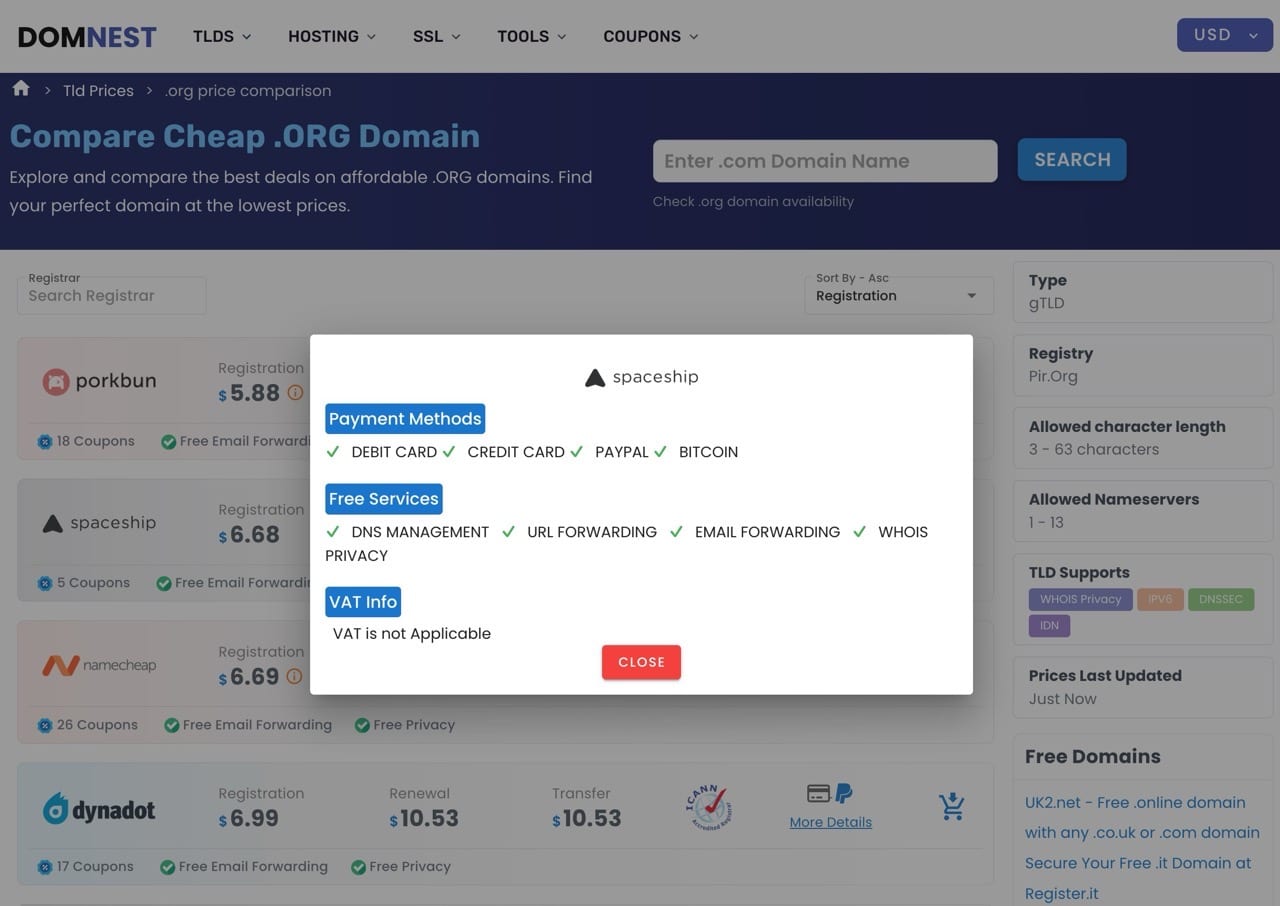 DOMNEST TLDS HOSTING SSL TOOLS COUPONS USD
> Tld Prices > .org price comparison
Compare Cheap .ORG Domain
Explore and compare the best deals on affordable .ORG domains. Find
your perfect domain at the lowest prices.
Enter .com Domain Name SEARCH
Check .org domain availability
Registrar
Search Registrar
Sort By - Asc
Registration
porkbun
Registration
$5.88
18 Coupons Free Email Forwardi
spaceship
Registration
$6.68
5 Coupons Free Email Forwardi
namecheap
Registration
$6.69
26 Coupons Free Email Forwarding Free Privacy
dynadot
Registration Renewal Transfer
$6.99 $10.53 $10.53
ICANN
Accredited Registrar
More Details
17 Coupons Free Email Forwarding Free Privacy
spaceship
Payment Methods
DEBIT CARD CREDIT CARD PAYPAL BITCOIN
Free Services
DNS MANAGEMENT URL FORWARDING EMAIL FORWARDING WHOIS
PRIVACY
VAT Info
VAT is not Applicable
CLOSE
Type
gTLD
Registry
Pir.Org
Allowed character length
3 - 63 characters
Allowed Nameservers
1 - 13
TLD Supports
WHOIS Privacy IPV6 DNSSEC
IDN
Prices Last Updated
Just Now
Free Domains
UK2.net - Free .online domain
with any .co.uk or .com domain
Secure Your Free .it Domain at
Register.it